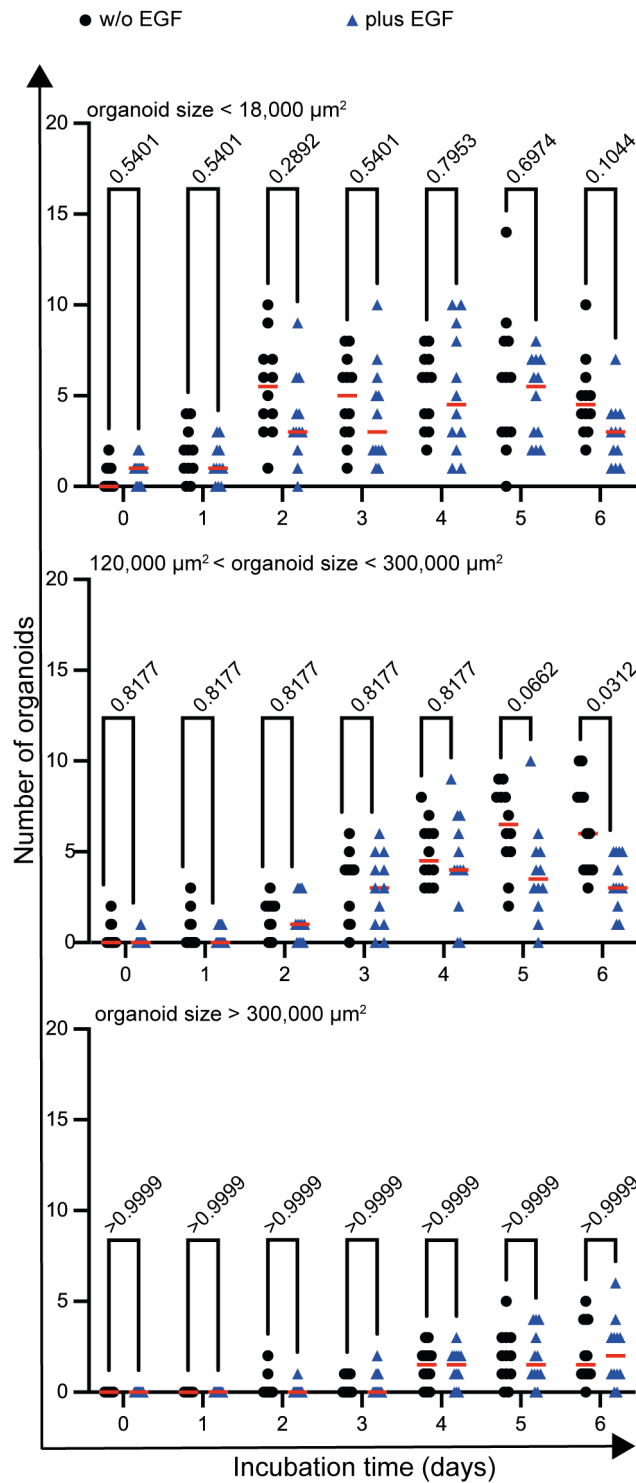 w/o EGF plus EGF
organoid size < 18,000 µm²
20
0.5401 0.5401 0.2892 0.5401 0.7953 0.6974 0.1044
15
10
5
0
0 1 2 3 4 5 6
120,000 µm² < organoid size < 300,000 µm²
20
0.8177 0.8177 0.8177 0.8177 0.8177 0.0662 0.0312
15
10
5
0
0 1 2 3 4 5 6
Number of organoids
organoid size > 300,000 µm²
20
15
>0.9999 >0.9999 >0.9999 >0.9999 >0.9999 >0.9999 >0.9999
10
5
0
0 1 2 3 4 5 6
Incubation time (days)